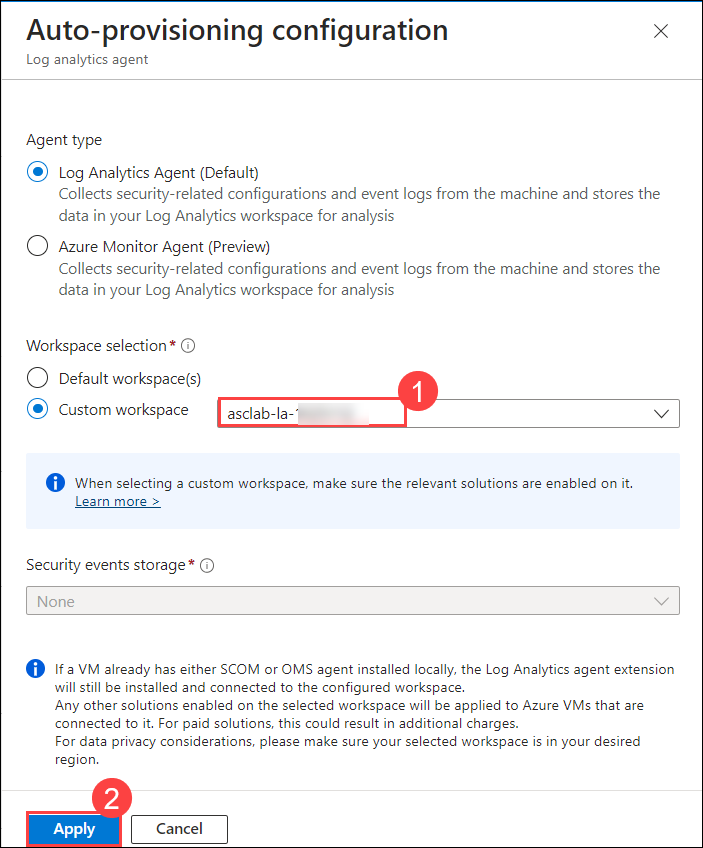 Auto-provisioning configuration
Log analytics agent
Agent type
Log Analytics Agent (Default)
Collects security-related configurations and event logs from the machine and stores the
data in your Log Analytics workspace for analysis
Azure Monitor Agent (Preview)
Collects security-related configurations and event logs from the machine and stores the
data in your Log Analytics workspace for analysis
Workspace selection*
Default workspace(s)
1
Custom workspace
asclab-la-
When selecting a custom workspace, make sure the relevant solutions are enabled on it.
Learn more >
Security events storage*
None
If a VM already has either SCOM or OMS agent installed locally, the Log Analytics agent extension
will still be installed and connected to the configured workspace.
Any other solutions enabled on the selected workspace will be applied to Azure VMs that are
connected to it. For paid solutions, this could result in additional charges.
For data privacy considerations, please make sure your selected workspace is in your desired
region.
2
Apply
Cancel